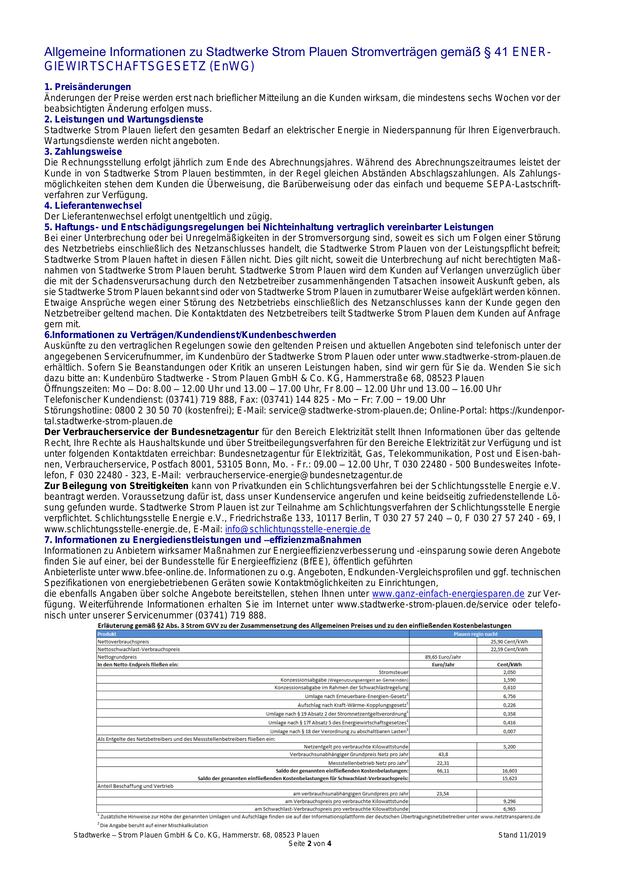 Allgemeine Informationen zu Stadtwerke Strom Plauen Stromverträgen gemäß § 41 ENER-
GIEWIRTSCHAFTSGESETZ (EnWG)
1. Preisänderungen
Änderungen der Preise werden erst nach brieflicher Mitteilung an die Kunden wirksam, die mindestens sechs Wochen vor der
beabsichtigten Änderung erfolgen muss.
2. Leistungen und Wartungsdienste
Stadtwerke Strom Plauen liefert den gesamten Bedarf an elektrischer Energie in Niederspannung für Ihren Eigenverbrauch.
Wartungsdienste werden nicht angeboten.
3. Zahlungsweise
Die Rechnungsstellung erfolgt jährlich zum Ende des Abrechnungsjahres. Während des Abrechnungszeitraumes leistet der
Kunde in von Stadtwerke Strom Plauen bestimmten, in der Regel gleichen Abständen Abschlagszahlungen. Als Zahlungs-
möglichkeiten stehen dem Kunden die Überweisung, die Barüberweisung oder das einfach und bequeme SEPA-Lastschrift-
verfahren zur Verfügung.
4. Lieferantenwechsel
Der Lieferantenwechsel erfolgt unentgeltlich und zügig.
5. Haftungs- und Entschädigungsregelungen bei Nichteinhaltung vertraglich vereinbarter Leistungen
Bei einer Unterbrechung oder bei Unregelmäßigkeiten in der Stromversorgung sind, soweit es sich um Folgen einer Störung
des Netzbetriebs einschließlich des Netzanschlusses handelt, die Stadtwerke Strom Plauen von der Leistungspflicht befreit;
Stadtwerke Strom Plauen haftet in diesen Fällen nicht. Dies gilt nicht, soweit die Unterbrechung auf nicht berechtigten Maß-
nahmen von Stadtwerke Strom Plauen beruht. Stadtwerke Strom Plauen wird dem Kunden auf Verlangen unverzüglich über
die mit der Schadensverursachung durch den Netzbetreiber zusammenhängenden Tatsachen insoweit Auskunft geben, als
sie Stadtwerke Strom Plauen bekannt sind oder von Stadtwerke Strom Plauen in zumutbarer Weise aufgeklärt werden können.
Etwaige Ansprüche wegen einer Störung des Netzbetriebs einschließlich des Netzanschlusses kann der Kunde gegen den
Netzbetreiber geltend machen. Die Kontaktdaten des Netzbetreibers teilt Stadtwerke Strom Plauen dem Kunden auf Anfrage
gern mit.
6.Informationen zu Verträgen/Kundendienst/Kundenbeschwerden
Auskünfte zu den vertraglichen Regelungen sowie den geltenden Preisen und aktuellen Angeboten sind telefonisch unter der
angegebenen Servicerufnummer, im Kundenbüro der Stadtwerke Strom Plauen oder unter www.stadtwerke-strom-plauen.de
erhältlich. Sofern Sie Beanstandungen oder Kritik an unseren Leistungen haben, sind wir gern für Sie da. Wenden Sie sich
dazu bitte an: Kundenbüro Stadtwerke - Strom Plauen GmbH & Co. KG, Hammerstraße 68, 08523 Plauen
Öffnungszeiten: Mo – Do: 8.00 – 12.00 Uhr und 13.00 – 17.00 Uhr, Fr 8.00 – 12.00 und 13.00 – 16.00 Uhr
Telefonischer Kundendienst: (03741) 719 888, Fax: (03741) 144 825 - Mo – Fr: 7.00 – 19.00 Uhr
Störungshotline: 0800 2 30 50 70 (kostenfrei); E-Mail: service@stadtwerke-strom-plauen.de; Online-Portal: https://kundenpor-
tal.stadtwerke-strom-plauen.de
Der Verbraucherservice der Bundesnetzagentur für den Bereich Elektrizität stellt Ihnen Informationen über das geltende
Recht, Ihre Rechte als Haushaltskunde und über Streitbeilegungsverfahren für den Bereiche Elektrizität zur Verfügung und ist
unter folgenden Kontaktdaten erreichbar: Bundesnetzagentur für Elektrizität, Gas, Telekommunikation, Post und Eisen-bah-
nen, Verbraucherservice, Postfach 8001, 53105 Bonn, Mo. - Fr.: 09.00 – 12.00 Uhr, T 030 22480 - 500 Bundesweites Infote-
lefon, F 030 22480 - 323, E-Mail: verbraucherservice-energie@bundesnetzagentur.de
Zur Beilegung von Streitigkeiten kann von Privatkunden ein Schlichtungsverfahren bei der Schlichtungsstelle Energie e.V.
beantragt werden. Voraussetzung dafür ist, dass unser Kundenservice angerufen und keine beidseitig zufriedenstellende Lö-
sung gefunden wurde. Stadtwerke Strom Plauen ist zur Teilnahme am Schlichtungsverfahren der Schlichtungsstelle Energie
verpflichtet. Schlichtungsstelle Energie e.V., Friedrichstraße 133, 10117 Berlin, T 030 27 57 240 – 0, F 030 27 57 240 - 69, I
www.schlichtungsstelle-energie.de, E-Mail: info@schlichtungsstelle-energie.de
7. Informationen zu Energiedienstleistungen und –effizienzmaßnahmen
Informationen zu Anbietern wirksamer Maßnahmen zur Energieeffizienzverbesserung und -einsparung sowie deren Angebote
finden Sie auf einer, bei der Bundesstelle für Energieeffizienz (BfEE), öffentlich geführten
Anbieterliste unter www.bfee-online.de. Informationen zu o.g. Angeboten, Endkunden-Vergleichsprofilen und ggf. technischen
Spezifikationen von energiebetriebenen Geräten sowie Kontaktmöglichkeiten zu Einrichtungen,
die ebenfalls Angaben über solche Angebote bereitstellen, stehen Ihnen unter www.ganz-einfach-energiesparen.de zur Ver-
fügung. Weiterführende Informationen erhalten Sie im Internet unter www.stadtwerke-strom-plauen.de/service oder telefo-
nisch unter unserer Servicenummer (03741) 719 888.
Erläuterung gemäß §2 Abs. 3 Strom GVV zu der Zusammensetzung des Allgemeinen Preises und zu den einfließenden Kostenbelastungen
Produkt Plauen regio nacht
Nettoverbrauchspreis 25,90 Cent/kWh
Nettoschwachlast-Verbrauchspreis 22,59 Cent/kWh
Nettogrundpreis 89,65 Euro/Jahr
In den Netto-Endpreis fließen ein: Euro/Jahr Cent/kWh
Stromsteuer 2,050
Konzessionsabgabe (Wegenutzungsentgelt an Gemeinden) 1,590
Konzessionsabgabe im Rahmen der Schwachlastregelung 0,610
Umlage nach Erneuerbare-Energien-Gesetz¹ 6,756
Aufschlag nach Kraft-Wärme-Kopplungsgesetz¹ 0,226
Umlage nach § 19 Absatz 2 der Stromnetzentgeltverordnung¹ 0,358
Umlage nach § 17f Absatz 5 des Energiewirtschaftsgesetzes¹ 0,416
Umlage nach § 18 der Verordnung zu abschaltbaren Lasten¹ 0,007
Als Entgelte des Netzbetreibers und des Messstellenbetreibers fließen ein:
Netzentgelt pro verbrauchte Kilowattstunde 5,200
Verbrauchsunabhängiger Grundpreis Netz pro Jahr 43,8
Messstellenbetrieb Netz pro Jahr² 22,31
Saldo der genannten einfließenden Kostenbelastungen: 66,11 16,603
Saldo der genannten einfließenden Kostenbelastungen für Schwachlast-Verbrauchspreis: 15,623
Anteil Beschaffung und Vertrieb
am verbrauchsunabhängigen Grundpreis pro Jahr 23,54
am Verbrauchspreis pro verbrauchte Kilowattstunde 9,296
am Schwachlast-Verbrauchspreis pro verbrauchte Kilowattstunde 6,965
¹ Zusätzliche Hinweise zur Höhe der genannten Umlagen und Aufschläge finden sie auf der Informationsplattform der deutschen Übertragungsnetzbetreiber unter www.netztransparenz.de
² Die Angabe beruht auf einer Mischkalkulation
Stadtwerke – Strom Plauen GmbH & Co. KG, Hammerstr. 68, 08523 Plauen Stand 11/2019
Seite 2 von 4